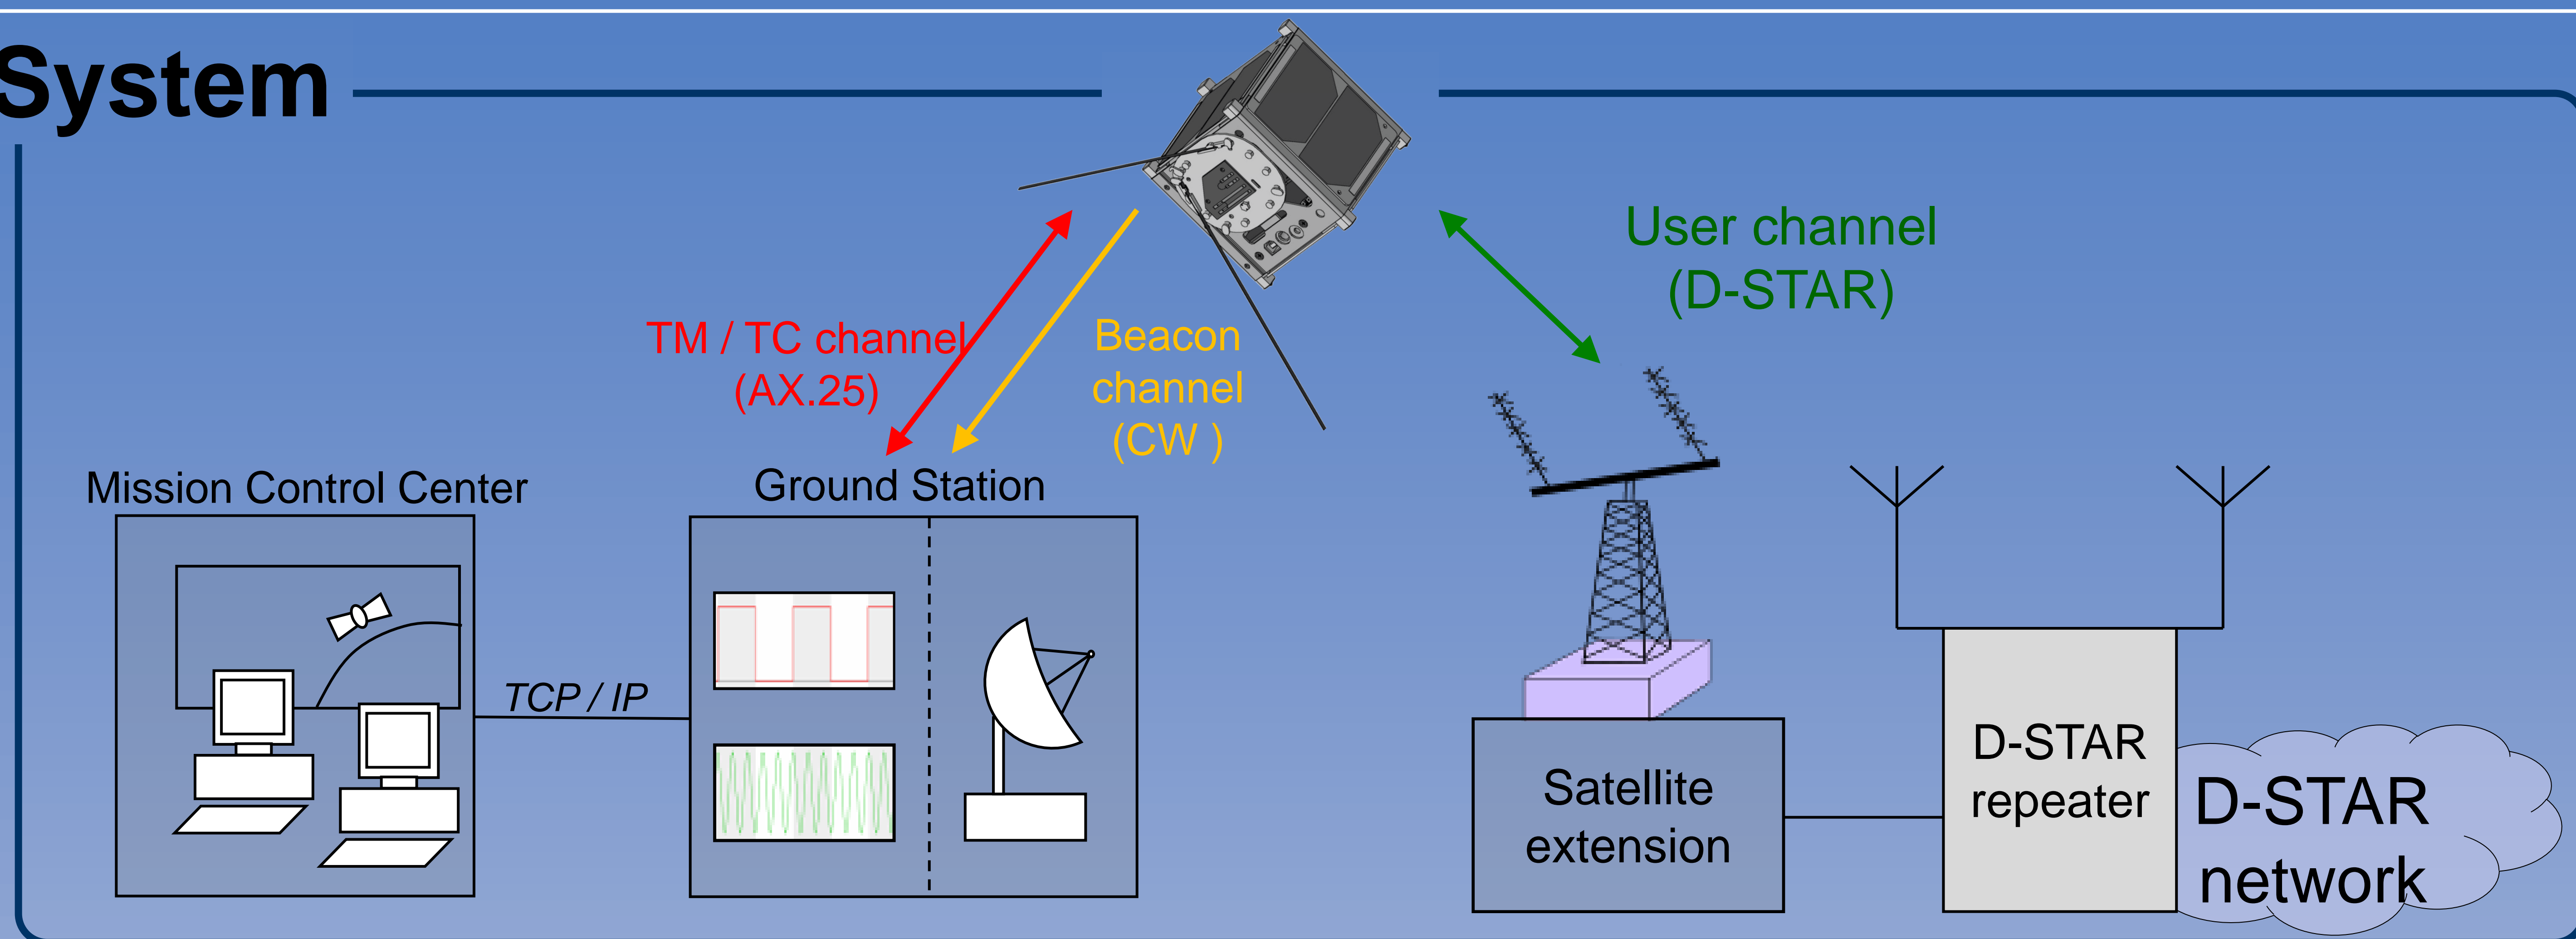 System
User channel
(D-STAR)
TM / TC channel
(AX.25)
Beacon
channel
(CW )
Mission Control Center
Ground Station
TCP / IP
Satellite
extension
D-STAR
repeater
D-STAR
network